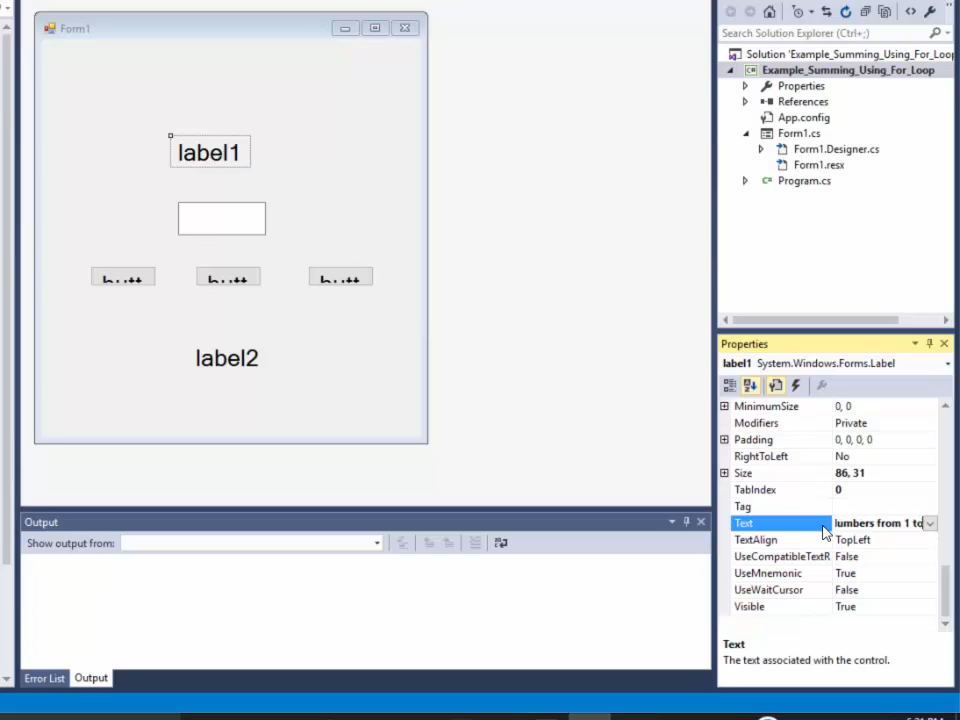 Form1
label1
label2
Search Solution Explorer (Ctrl+;)
Solution 'Example_Summing_Using_For_Loop
C# Example_Summing_Using_For_Loop
Properties
References
App.config
Form1.cs
Form1.Designer.cs
Form1.resx
C# Program.cs
Properties
label1 System.Windows.Forms.Label
MinimumSize 0, 0
Modifiers Private
Padding 0, 0, 0, 0
RightToLeft No
Size 86, 31
TabIndex 0
Tag
Text lumbers from 1 to
TextAlign TopLeft
UseCompatibleTextR False
UseMnemonic True
UseWaitCursor False
Visible True
Text
The text associated with the control.
Output
Show output from:
Error List Output